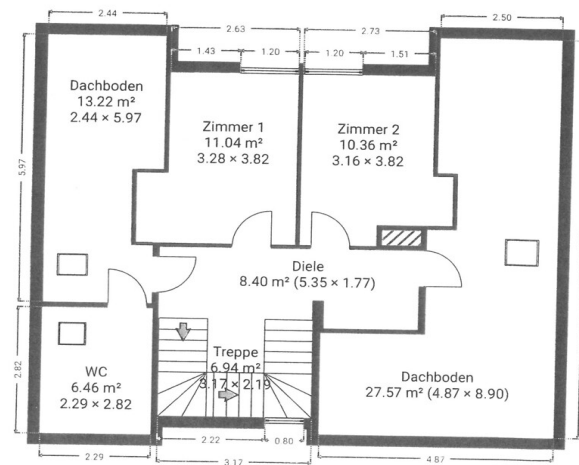 2.44
2.63
2.73
2.50
1.43
1.20
1.20
1.51
Dachboden
13.22 m²
2.44 × 5.97
Zimmer 1
11.04 m²
3.28 × 3.82
Zimmer 2
10.36 m²
3.16 × 3.82
5.97
Diele
8.40 m² (5.35 × 1.77)
2.82
WC
6.46 m²
2.29 × 2.82
Treppe
6.94 m²
3.17 × 2.19
Dachboden
27.57 m² (4.87 × 8.90)
2.29
2.22
0.80
3.17
4.87